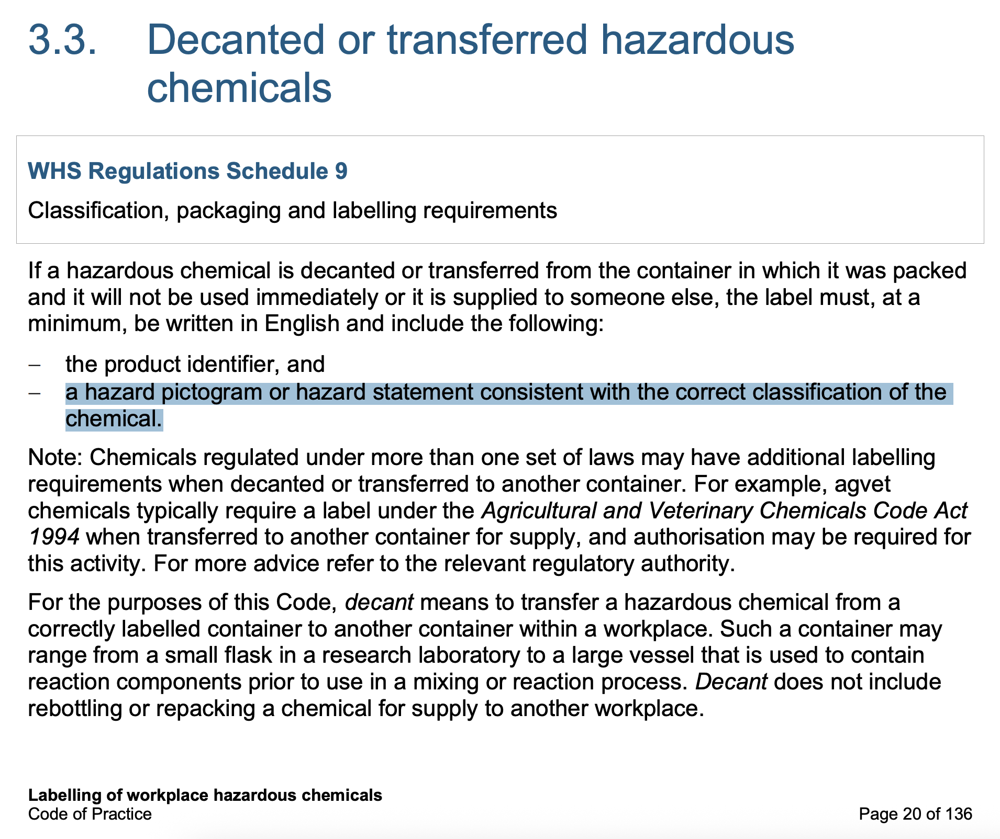 3.3. Decanted or transferred hazardous
chemicals
WHS Regulations Schedule 9
Classification, packaging and labelling requirements
If a hazardous chemical is decanted or transferred from the container in which it was packed
and it will not be used immediately or it is supplied to someone else, the label must, at a
minimum, be written in English and include the following:
– the product identifier, and
– a hazard pictogram or hazard statement consistent with the correct classification of the
chemical.
Note: Chemicals regulated under more than one set of laws may have additional labelling
requirements when decanted or transferred to another container. For example, agvet
chemicals typically require a label under the Agricultural and Veterinary Chemicals Code Act
1994 when transferred to another container for supply, and authorisation may be required for
this activity. For more advice refer to the relevant regulatory authority.
For the purposes of this Code, decant means to transfer a hazardous chemical from a
correctly labelled container to another container within a workplace. Such a container may
range from a small flask in a research laboratory to a large vessel that is used to contain
reaction components prior to use in a mixing or reaction process. Decant does not include
rebottling or repacking a chemical for supply to another workplace.
Labelling of workplace hazardous chemicals
Code of Practice
Page 20 of 136